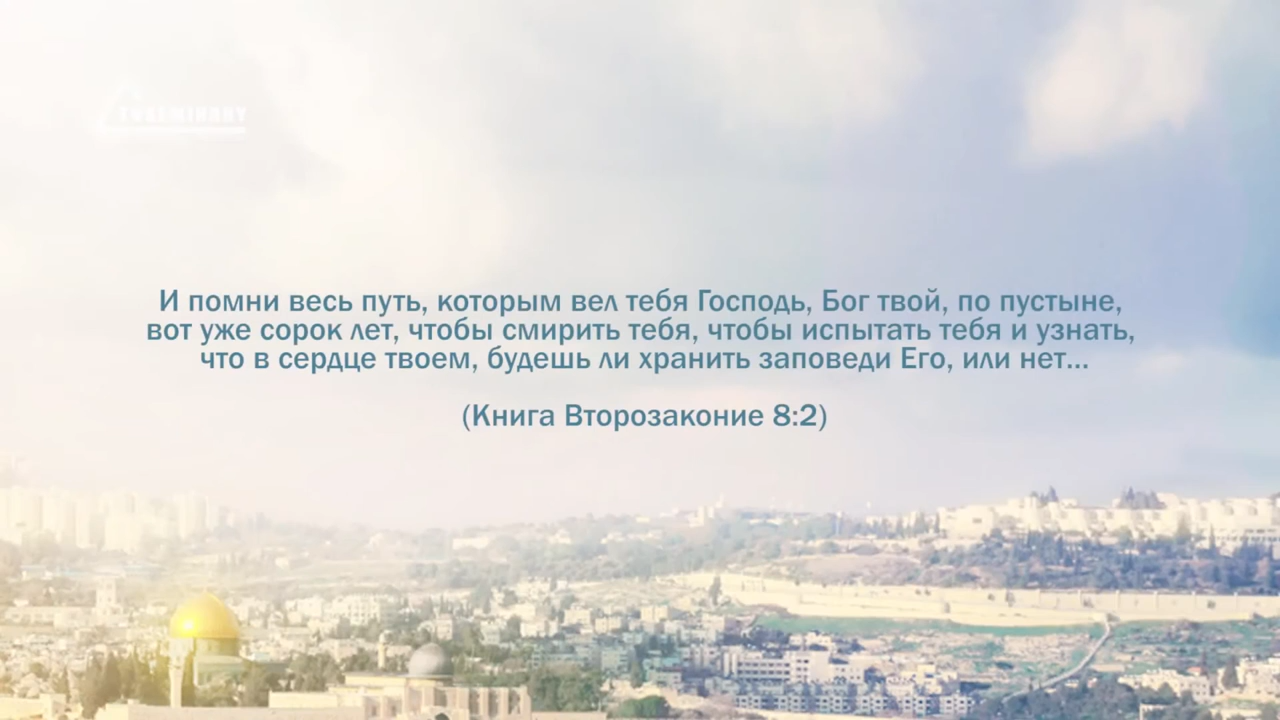 И помни весь путь, которым вел тебя Господь, Бог твой, по пустыне,
вот уже сорок лет, чтобы смирить тебя, чтобы испытать тебя и узнать,
что в сердце твоем, будешь ли хранить заповеди Его, или нет...
(Книга Второзаконие 8:2)